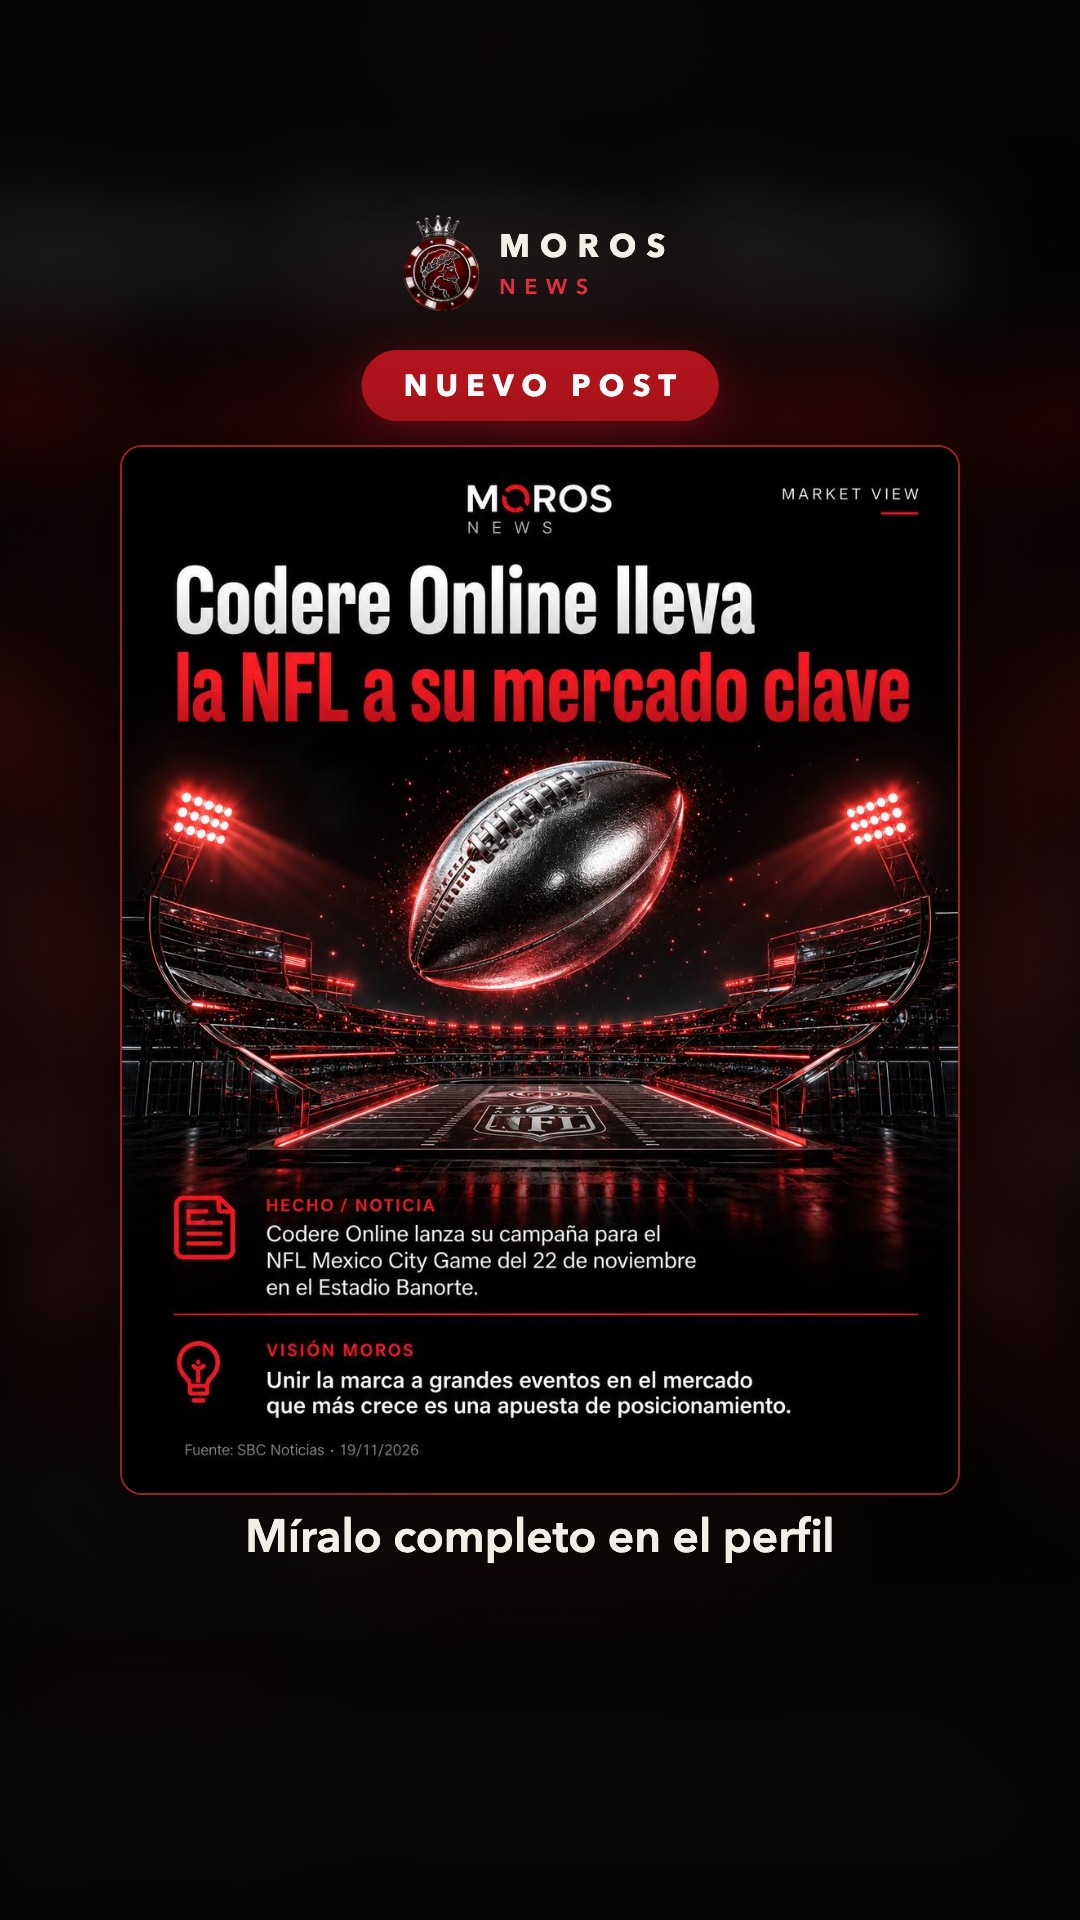 MOROS
NEWS
NUEVO POST
MOROS
NEWS
MARKET VIEW
Codere Online lleva
la NFL a su mercado clave
NFL
HECHO / NOTICIA
Codere Online lanza su campaña para el
NFL Mexico City Game del 22 de noviembre
en el Estadio Banorte.
VISIÓN MOROS
Unir la marca a grandes eventos en el mercado
que más crece es una apuesta de posicionamiento.
Fuente: SBC Noticias · 19/11/2026
Míralo completo en el perfil